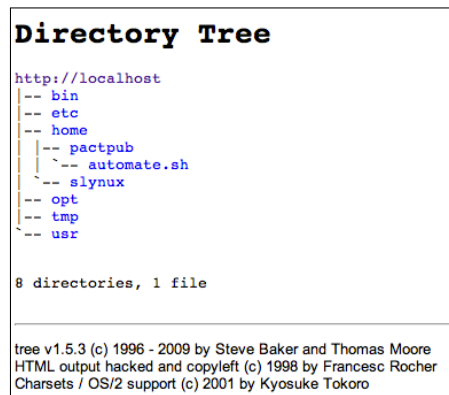 Directory Tree
http://localhost
|-- bin
|-- etc
|-- home
| |-- pactpub
| | `-- automate.sh
| `-- slynux
|-- opt
|-- tmp
`-- usr
8 directories, 1 file
tree v1.5.3 (c) 1996 - 2009 by Steve Baker and Thomas Moore
HTML output hacked and copyleft (c) 1998 by Francesc Rocher
Charsets / OS/2 support (c) 2001 by Kyosuke Tokoro